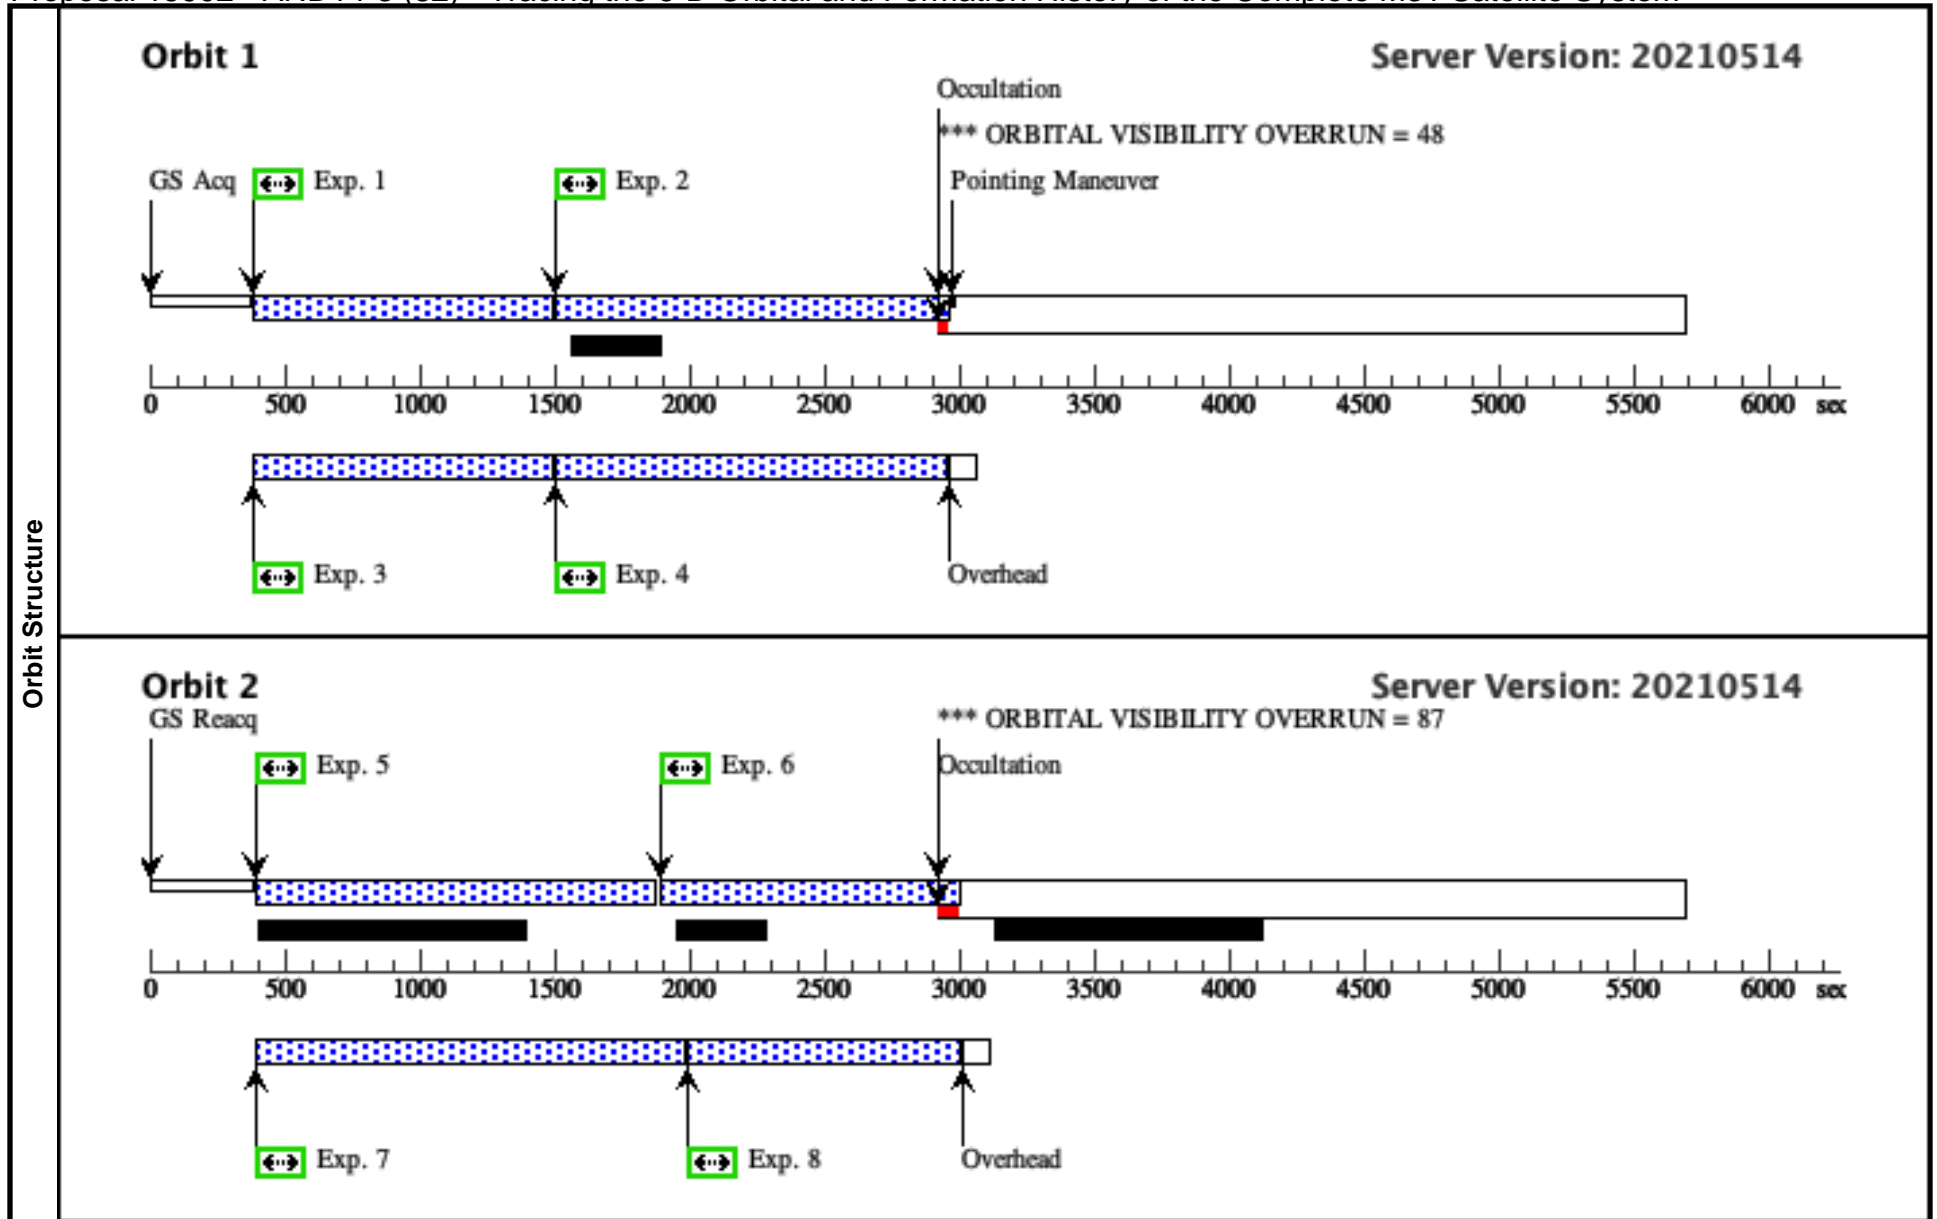 Orbit Structure
Orbit 1
Server Version: 20210514
Occultation
*** ORBITAL VISIBILITY OVERRUN = 48
GS Acq Exp. 1 Exp. 2 Pointing Maneuver
0 500 1000 1500 2000 2500 3000 3500 4000 4500 5000 5500 6000 sec
Exp. 3 Exp. 4 Overhead
Orbit 2
Server Version: 20210514
GS Reacq *** ORBITAL VISIBILITY OVERRUN = 87
Exp. 5 Exp. 6 Occultation
0 500 1000 1500 2000 2500 3000 3500 4000 4500 5000 5500 6000 sec
Exp. 7 Exp. 8 Overhead